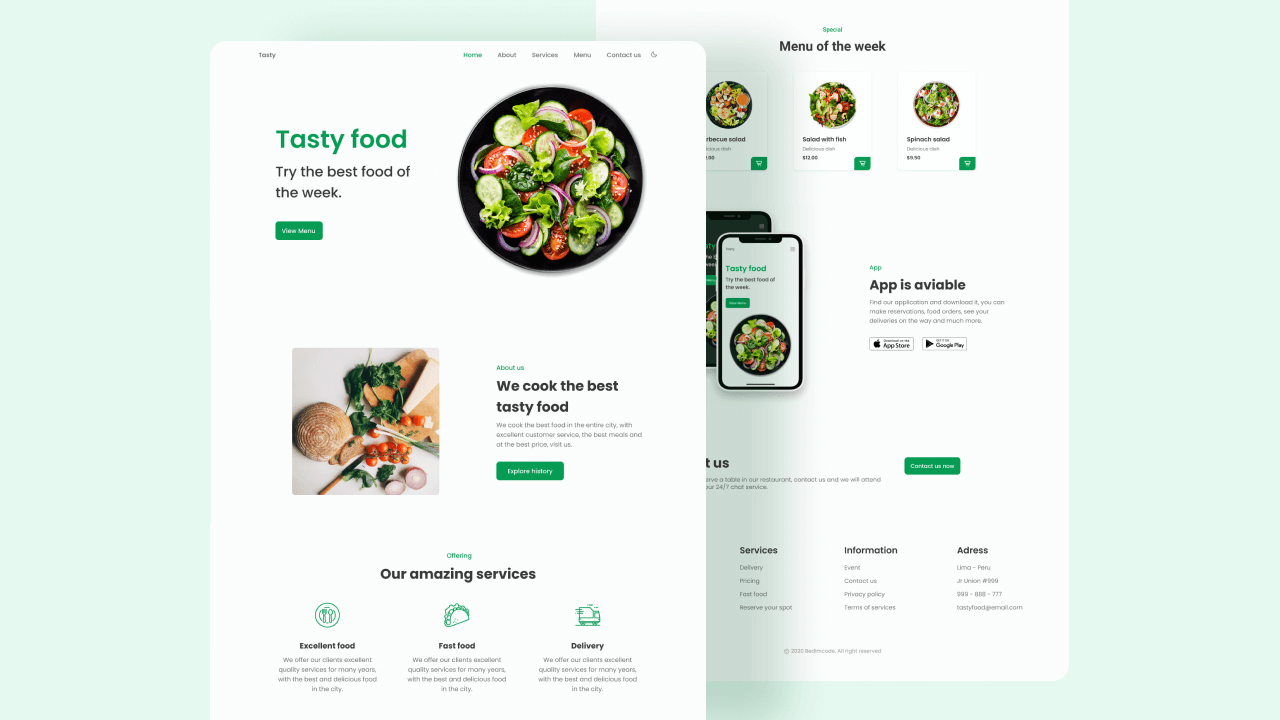 Tasty
Home About Services Menu Contact us
Tasty food
Try the best food of
the week.
View Menu
About us
We cook the best
tasty food
We cook the best food in the entire city, with
excellent customer service, the best meals and
at the best price, visit us.
Explore history
Offering
Our amazing services
Excellent food
We offer our clients excellent
quality services for many years,
with the best and delicious food
in the city.
Fast food
We offer our clients excellent
quality services for many years,
with the best and delicious food
in the city.
Delivery
We offer our clients excellent
quality services for many years,
with the best and delicious food
in the city.
Special
Menu of the week
salad
dish
Salad with fish
Delicious dish
$12.00
Spinach salad
Delicious dish
$9.50
Tasty
Tasty food
Try the best food of
the week.
View Menu
App
App is aviable
Find our application and download it, you can
make reservations, food orders, see your
deliveries on the way and much more.
Download on the
App Store
GET IT ON
Google Play
us
a table in our restaurant, contact us and we will attend
24/7 chat service.
Contact us now
Services
Delivery
Pricing
Fast food
Reserve your spot
Information
Event
Contact us
Privacy policy
Terms of services
Adress
Lima - Peru
Jr Union #999
999 - 888 - 777
tastyfood@email.com
© 2020 Bedimcode. All right reserved